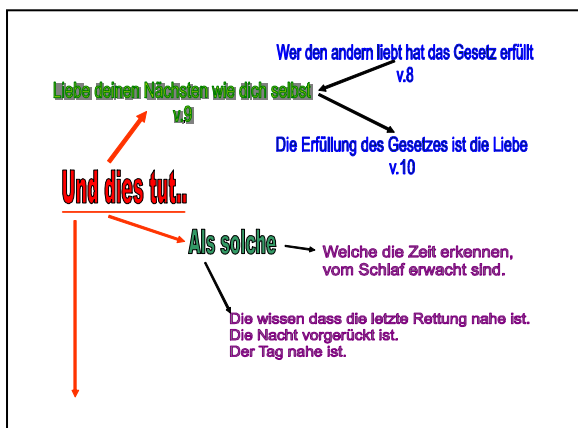 Wer den andern liebt hat das Gesetz erfüllt
v.8
Liebe deinen Nächsten wie dich selbst
v,9
Die Erfüllung des Gesetzes ist die Liebe
v.10
Und dies tut..
Als solche
Welche die Zeit erkennen,
vom Schlaf erwacht sind.
Die wissen dass die letzte Rettung nahe ist.
Die Nacht vorgerückt ist.
Der Tag nahe ist.